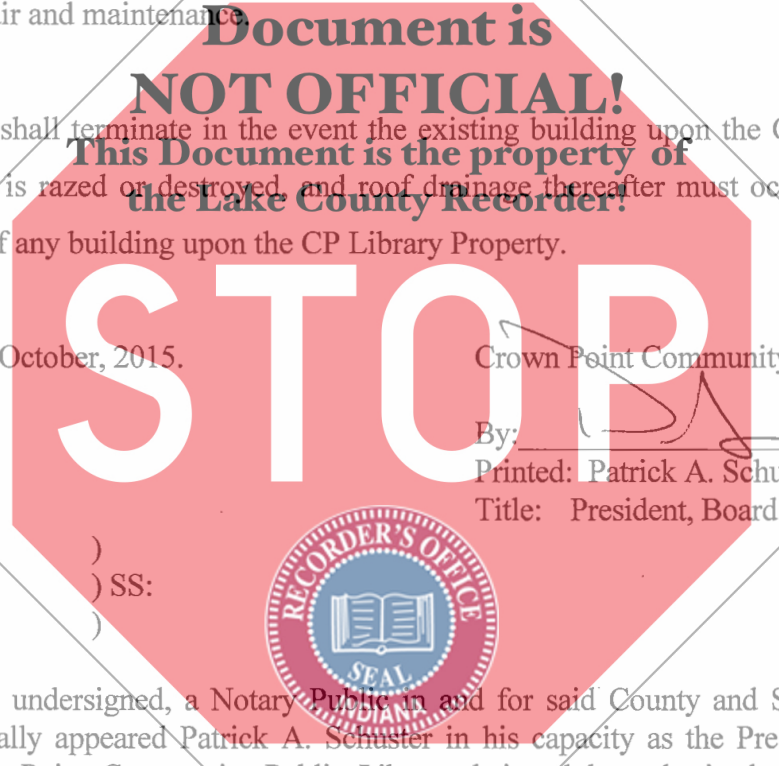 ir and maintenance.
Document is
NOT OFFICIAL!
shall terminate in the event the existing building upon the C
This Document is the property of
is razed or destroyed, and roof drainage thereafter must oc
the Lake County Recorder!
f any building upon the CP Library Property.
STOP
October, 2015.
Crown Point Community
By:
Printed: Patrick A. Schu
Title: President, Board
)
) SS:
)
RECORDER'S OFFICE
SEAL
INDIANA
undersigned, a Notary Public in and for said County and S
ally appeared Patrick A. Schuster in his capacity as the Pre